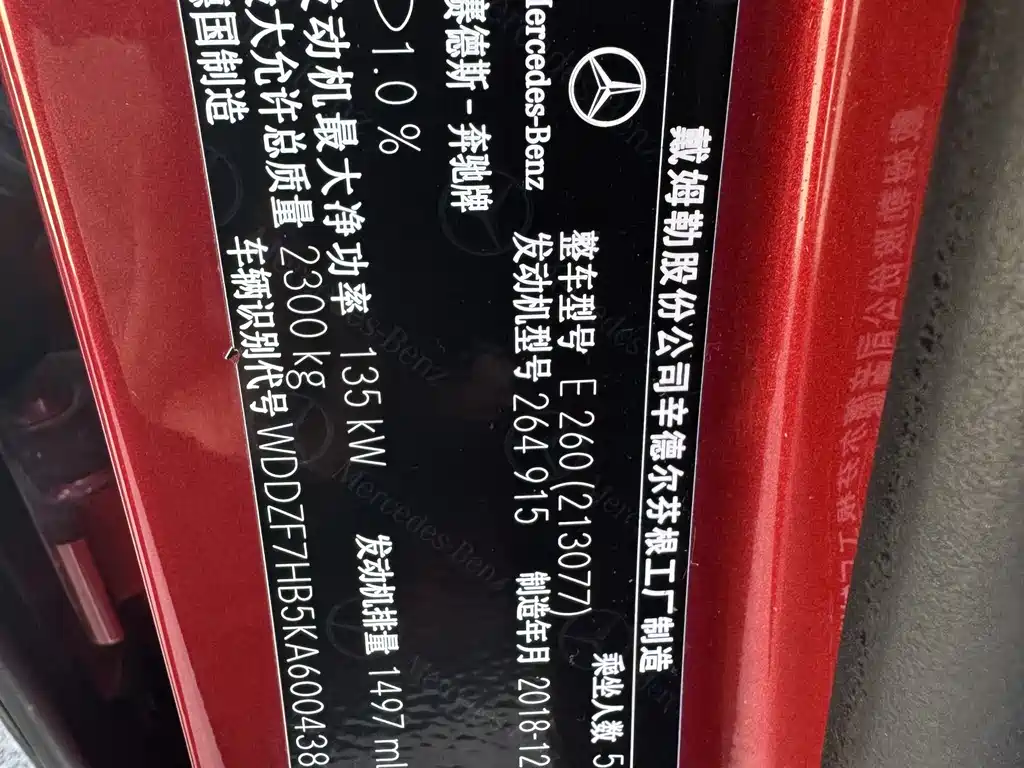 戴姆勒股份公司辛德尔芬根工厂制造
Mercedes-Benz
整车型号 E 260(213077)
乘坐人数 5
赛德斯-奔驰牌
发动机型号 264 915
制造年月 2018-12
>1.0 %
发动机最大净功率 135 kW
发动机排量 1497 ml
大允许总质量 2300 kg
国制造
车辆识别代号 WDDZF7HB5KA600438